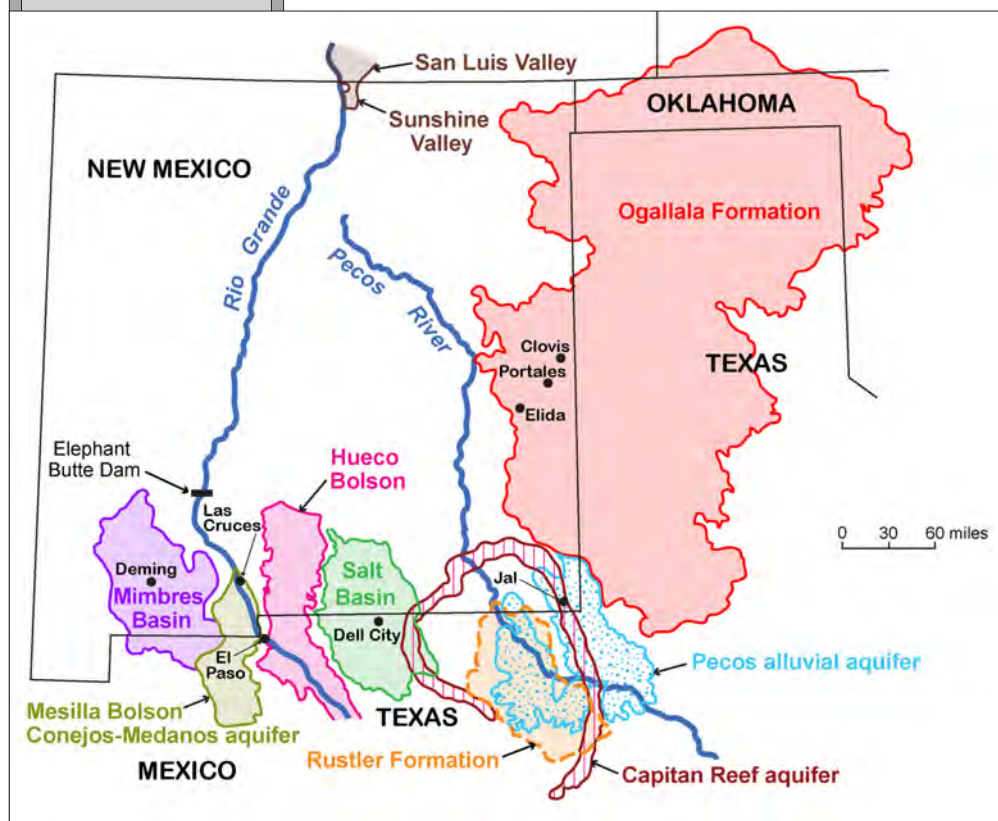 San Luis Valley
Sunshine
Valley
OKLAHOMA
NEW MEXICO
Ogallala Formation
Rio Grande
Pecos
River
Clovis
Portales
TEXAS
Elida
Elephant
Butte Dam
Hueco
Bolson
Las
Cruces
0 30 60 miles
Deming
Mimbres
Basin
Salt
Basin
Jal
Dell City
El
Paso
Pecos alluvial aquifer
Mesilla Bolson
Conejos-Medanos aquifer
TEXAS
MEXICO
Rustler Formation
Capitan Reef aquifer